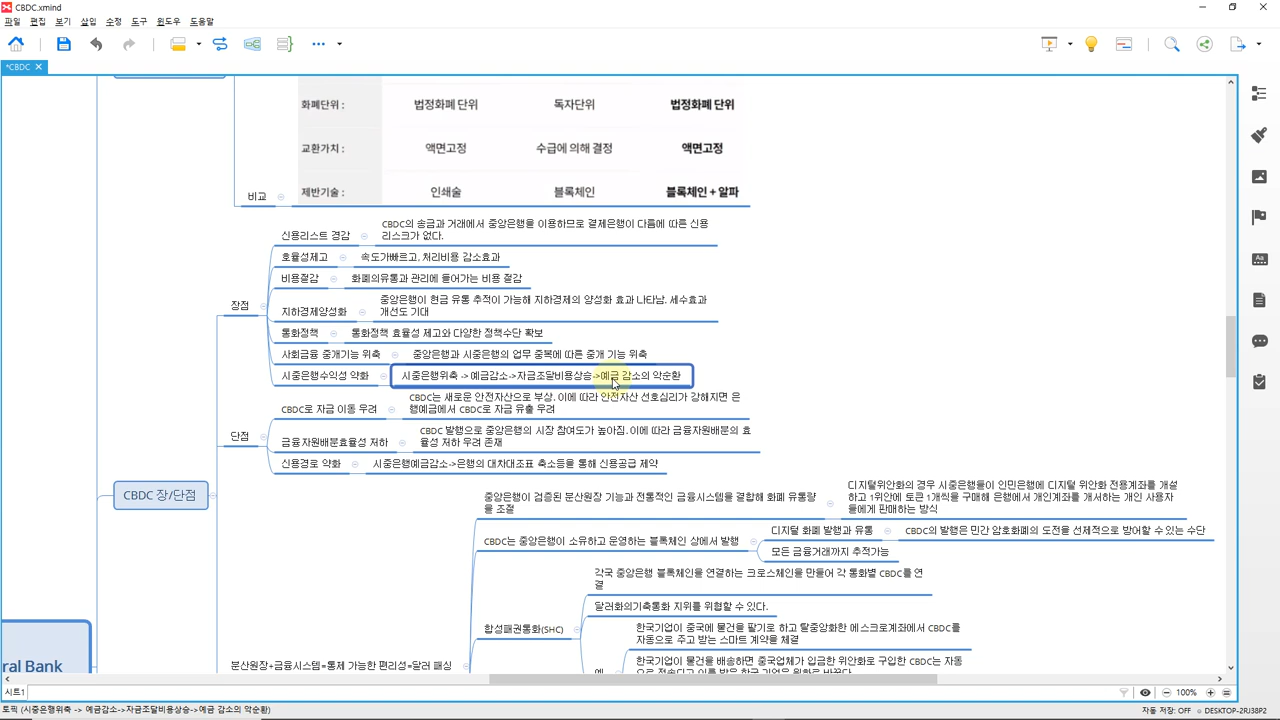 CBDC.xmind
파일 편집 보기 삽입 수정 도구 윈도우 도움말
*CBDC
화폐단위 : 법정화폐 단위 독자단위 법정화폐 단위
교환가치 : 액면고정 수급에 의해 결정 액면고정
제반기술 : 인쇄술 블록체인 블록체인 + 알파
비교
CBDC의 송금과 거래에서 중앙은행을 이용하므로 결제은행이 다름에 따른 신용
리스크가 없다.
신용리스트 경감
호율성제고 속도가빠르고, 처리비용 감소효과
비용절감 화폐의유통과 관리에 들어가는 비용 절감
장점
중앙은행이 현금 유통 추적이 가능해 지하경제의 양성화 효과 나타남. 세수효과
개선도 기대
지하경제양성화
통화정책 통화정책 효율성 제고와 다양한 정책수단 확보
사회금융 중개기능 위축 중앙은행과 시중은행의 업무 중복에 따른 중개 기능 위축
시중은행수익성 약화 시중은행위축 -> 예금감소->자금조달비용상승->예금 감소의 악순환
CBDC는 새로운 안전자산으로 부상. 이에 따라 안전자산 선호심리가 강해지면 은
행예금에서 CBDC로 자금 유출 우려
CBDC로 자금 이동 우려
단점
CBDC 발행으로 중앙은행의 시장 참여도가 높아짐. 이에 따라 금융자원배분의 효
율성 저하 우려 존재
금융자원배분효율성 저하
신용경로 약화 시중은행예금감소->은행의 대차대조표 축소등을 통해 신용공급 제약
CBDC 장/단점
중앙은행이 검증된 분산원장 기능과 전통적인 금융시스템을 결합해 화폐 유통량
을 조절
디지털위안화의 경우 시중은행들이 인민은행에 디지털 위안화 전용계좌를 개설
하고 1위안에 토큰 1개씩을 구매해 은행에서 개인계좌를 개서하는 개인 사용자
들에게 판매하는 방식
CBDC는 중앙은행이 소유하고 운영하는 블록체인 상에서 발행
디지털 화폐 발행과 유통 CBDC의 발행은 민간 암호화폐의 도전을 선제적으로 방어할 수 있는 수단
모든 금융거래까지 추적가능
각국 중앙은행 블록체인을 연결하는 크로스체인을 만들어 각 통화별 CBDC를 연
결
달러화의기축통화 지위를 위협할 수 있다.
합성패권통화(SHC)
한국기업이 중국에 물건을 팔기로 하고 탈중앙화한 에스크로계좌에서 CBDC를
자동으로 주고 받는 스마트 계약을 체결
한국기업이 물건을 배송하면 중국업체가 입금한 위안화로 구입한 CBDC는 자동
으로 전송되고 이를 받은 한국 기업은 원화로 바꾼다.
예
ral Bank
분산원장+금융시스템=통제 가능한 편리성=달러 패싱
시트1
100%
토픽 (시중은행위축 -> 예금감소->자금조달비용상승->예금 감소의 악순환)
자동 저장: OFF DESKTOP-2RJ38P2